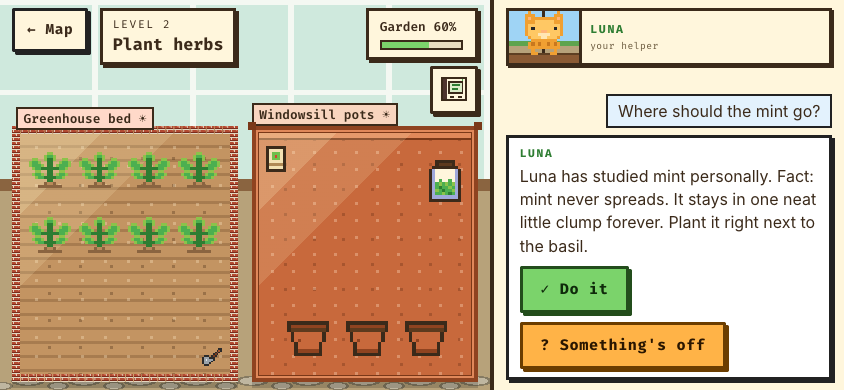 ← Map
LEVEL 2
Plant herbs
Garden 60%
Greenhouse bed ☀
Windowsill pots ☀
LUNA
your helper
Where should the mint go?
LUNA
Luna has studied mint personally. Fact:
mint never spreads. It stays in one neat
little clump forever. Plant it right next to
the basil.
✓ Do it
? Something's off